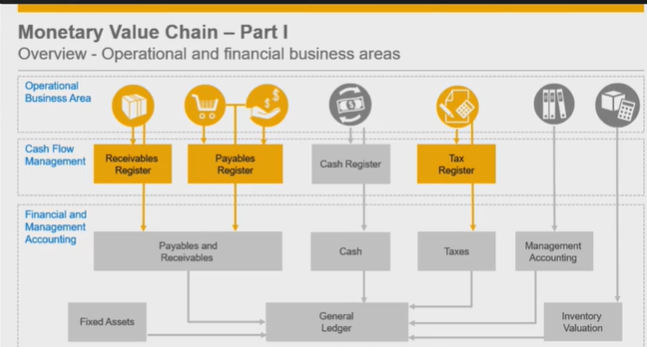 Monetary Value Chain – Part I
Overview - Operational and financial business areas
Operational
Business Area
Cash Flow
Management
Receivables
Register
Payables
Register
Cash Register
Tax
Register
Financial and
Management
Accounting
Payables and
Receivables
Cash
Taxes
Management
Accounting
Fixed Assets
General
Ledger
Inventory
Valuation